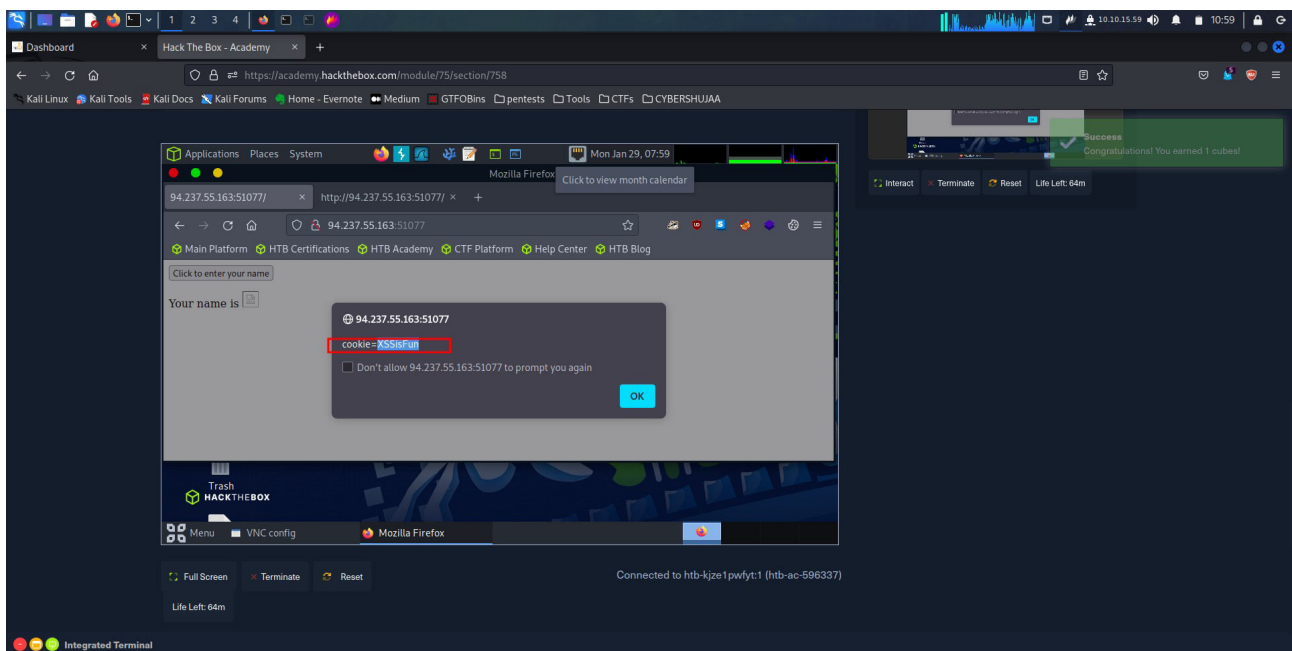 1 2 3 4
10.10.15.59
10:59
Dashboard
Hack The Box - Academy
https://academy.hackthebox.com/module/75/section/758
Kali Linux Kali Tools Kali Docs Kali Forums Home - Evernote Medium GTFOBins pentests Tools CTFs CYBERSHUJAA
Success
Congratulations! You earned 1 cubes!
Interact Terminate Reset Life Left: 64m
Applications Places System
Mon Jan 29, 07:59
Mozilla Firefox
Click to view month calendar
94.237.55.163:51077/
http://94.237.55.163:51077/
94.237.55.163:51077
Main Platform HTB Certifications HTB Academy CTF Platform Help Center HTB Blog
Click to enter your name
Your name is
94.237.55.163:51077
cookie=XSSisFun
Don't allow 94.237.55.163:51077 to prompt you again
OK
Trash
HACKTHEBOX
Menu VNC config Mozilla Firefox
Full Screen Terminate Reset
Connected to htb-kjze1pwfyt:1 (htb-ac-596337)
Life Left: 64m
Integrated Terminal